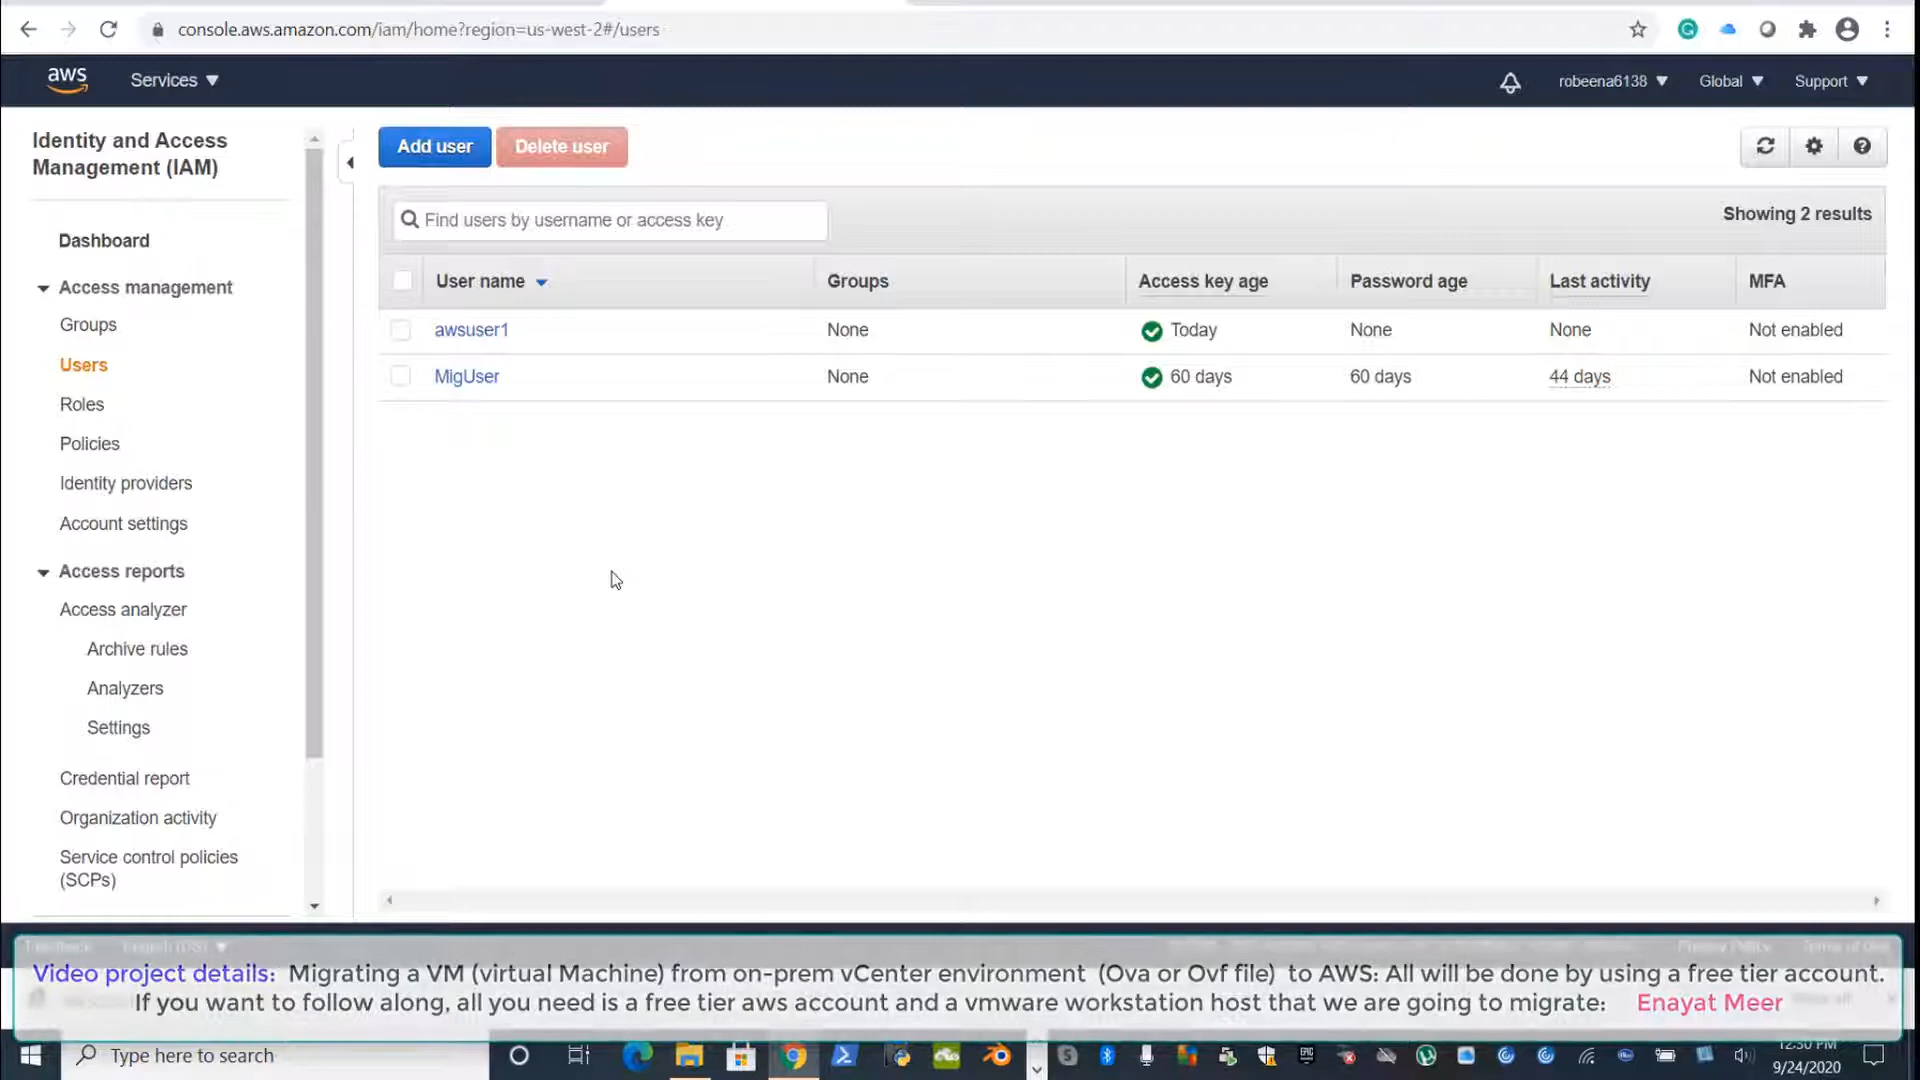 console.aws.amazon.com/iam/home?region=us-west-2#/users
aws
Services
robeena6138
Global
Support
Identity and Access
Management (IAM)
Dashboard
Access management
Groups
Users
Roles
Policies
Identity providers
Account settings
Access reports
Access analyzer
Archive rules
Analyzers
Settings
Credential report
Organization activity
Service control policies
(SCPs)
Add user
Delete user
Find users by username or access key
Showing 2 results
User name
Groups
Access key age
Password age
Last activity
MFA
awsuser1
None
Today
None
None
Not enabled
MigUser
None
60 days
60 days
44 days
Not enabled
Video project details: Migrating a VM (virtual Machine) from on-prem vCenter environment (Ova or Ovf file) to AWS: All will be done by using a free tier account.
If you want to follow along, all you need is a free tier aws account and a vmware workstation host that we are going to migrate: Enayat Meer
Type here to search
12:30 PM
9/24/2020